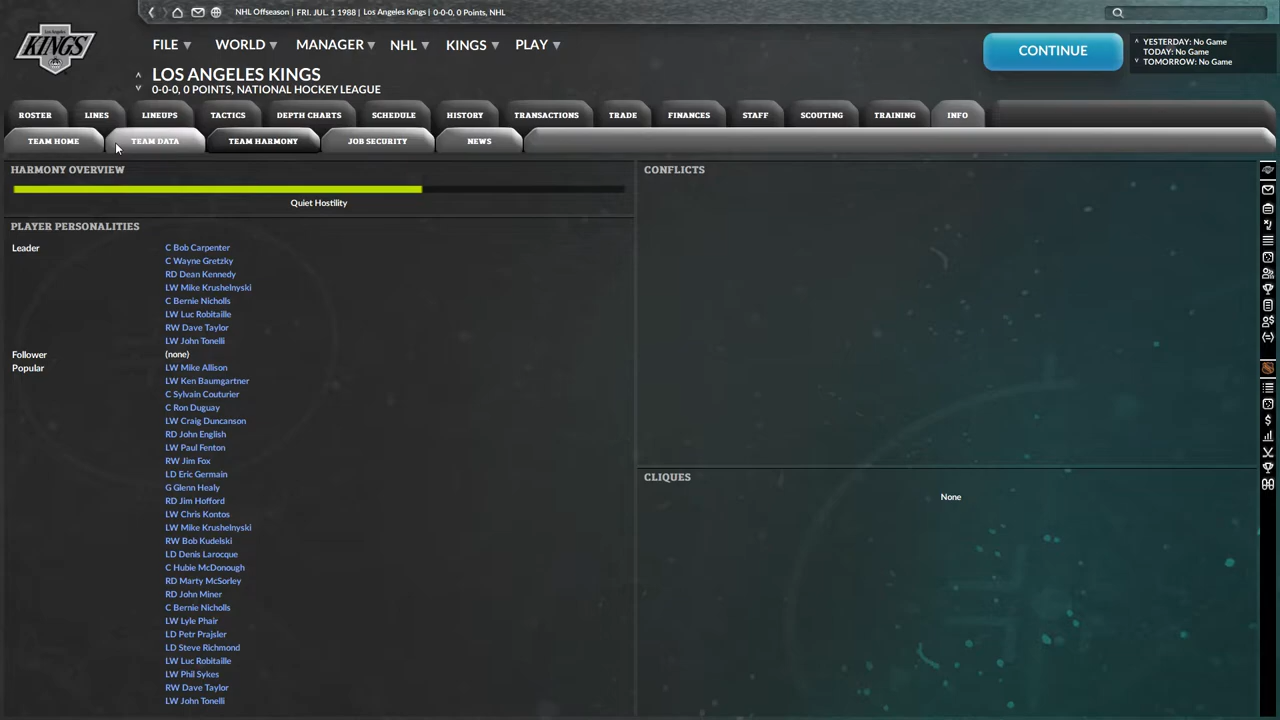 NHL Offseason | FRI. JUL. 1 1988 | Los Angeles Kings | 0-0-0, 0 Points, NHL
Los Angeles
KINGS
FILE WORLD MANAGER NHL KINGS PLAY
CONTINUE
YESTERDAY: No Game
TODAY: No Game
TOMORROW: No Game
LOS ANGELES KINGS
0-0-0, 0 POINTS, NATIONAL HOCKEY LEAGUE
ROSTER LINES LINEUPS TACTICS DEPTH CHARTS SCHEDULE HISTORY TRANSACTIONS TRADE FINANCES STAFF SCOUTING TRAINING INFO
TEAM HOME TEAM DATA TEAM HARMONY JOB SECURITY NEWS
HARMONY OVERVIEW
Quiet Hostility
PLAYER PERSONALITIES
Leader C Bob Carpenter
C Wayne Gretzky
RD Dean Kennedy
LW Mike Krushelnyski
C Bernie Nicholls
LW Luc Robitaille
RW Dave Taylor
LW John Tonelli
Follower (none)
Popular LW Mike Allison
LW Ken Baumgartner
C Sylvain Couturier
C Ron Duguay
LW Craig Duncanson
RD John English
LW Paul Fenton
RW Jim Fox
LD Eric Germain
G Glenn Healy
RD Jim Hofford
LW Chris Kontos
LW Mike Krushelnyski
RW Bob Kudelski
LD Denis Larocque
C Hubie McDonough
RD Marty McSorley
RD John Miner
C Bernie Nicholls
LW Lyle Phair
LD Petr Prajsler
LD Steve Richmond
LW Luc Robitaille
LW Phil Sykes
RW Dave Taylor
LW John Tonelli
CONFLICTS
CLIQUES
None